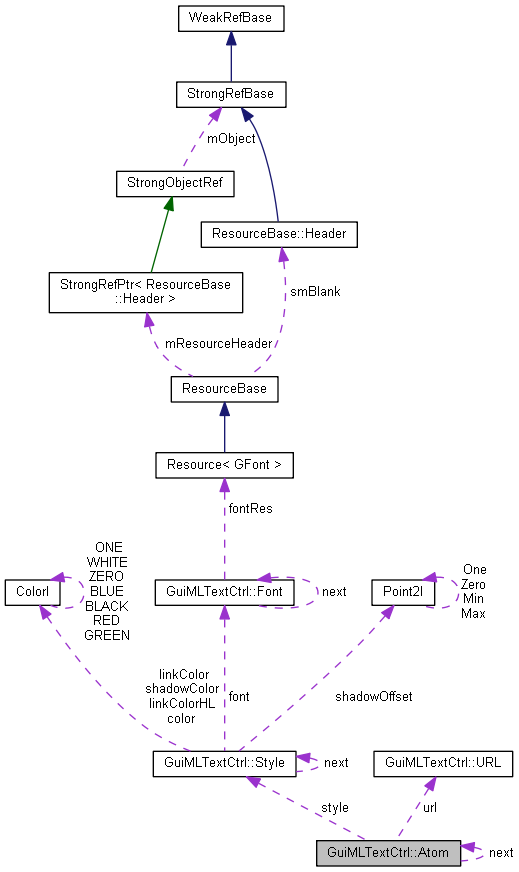 WeakRefBase
StrongRefBase
mObject
StrongObjectRef
ResourceBase::Header
StrongRefPtr< ResourceBase
::Header >
smBlank
mResourceHeader
ResourceBase
Resource< GFont >
fontRes
ONE
WHITE
ZERO
BLUE
BLACK
RED
GREEN
One
Zero
Min
Max
ColorI
GuiMLTextCtrl::Font
next
Point2I
linkColor
shadowColor
linkColorHL
color
font
shadowOffset
GuiMLTextCtrl::Style
next
GuiMLTextCtrl::URL
style
url
GuiMLTextCtrl::Atom
next